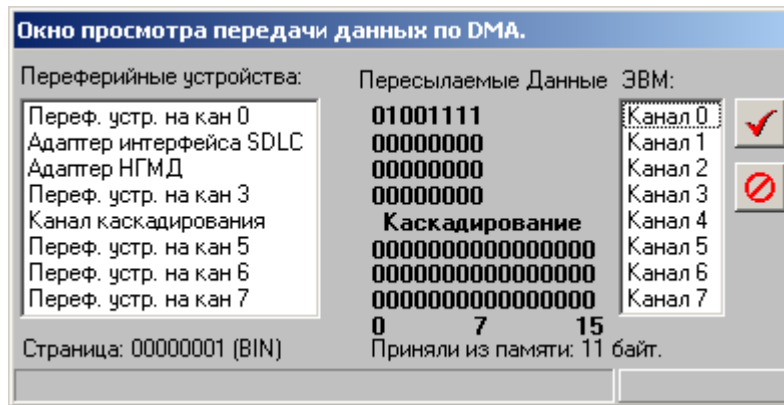 Окно просмотра передачи данных по DMA.
Переферийные устройства: Пересылаемые Данные ЭВМ:
Переф. устр. на кан 0 01001111 Канал 0
Адаптер интерфейса SDLC 00000000 Канал 1
Адаптер НГМД 00000000 Канал 2
Переф. устр. на кан 3 00000000 Канал 3
Канал каскадирования Каскадирование Канал 4
Переф. устр. на кан 5 0000000000000000 Канал 5
Переф. устр. на кан 6 0000000000000000 Канал 6
Переф. устр. на кан 7 0000000000000000 Канал 7
0 7 15
Страница: 00000001 (BIN) Приняли из памяти: 11 байт.